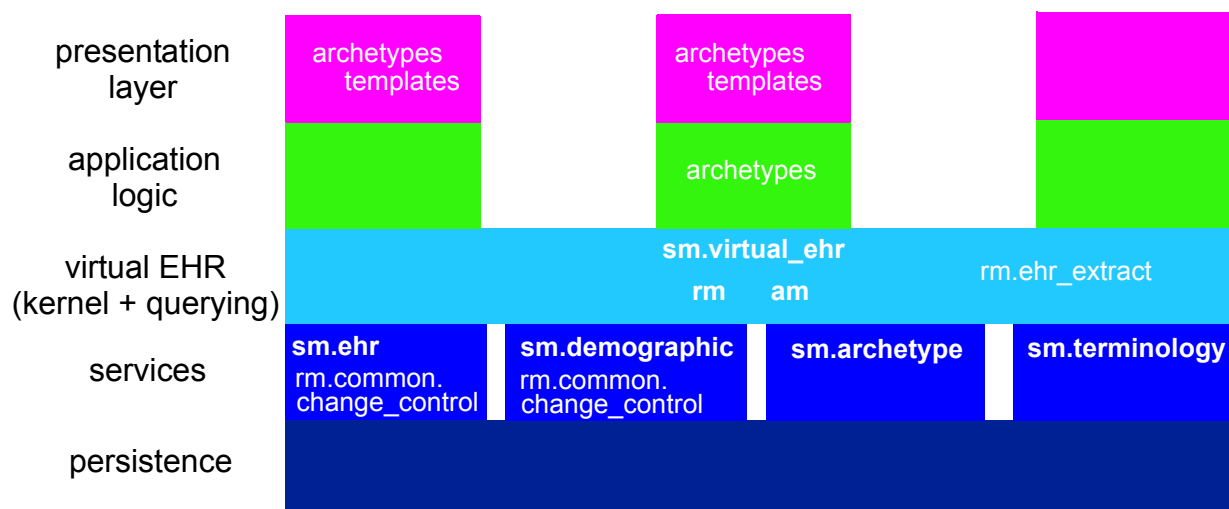 presentation
layer
archetypes
templates
archetypes
templates
application
logic
archetypes
virtual EHR
(kernel + querying)
sm.virtual_ehr
rm am
rm.ehr_extract
services
sm.ehr
rm.common.
change_control
sm.demographic
rm.common.
change_control
sm.archetype
sm.terminology
persistence